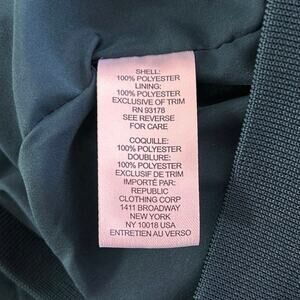 SHELL:
100% POLYESTER
LINING:
100% POLYESTER
EXCLUSIVE OF TRIM
RN 93178
SEE REVERSE
FOR CARE
COQUILLE:
100% POLYESTER
DOUBLURE:
100% POLYESTER
EXCLUSIF DE TRIM
IMPORTÉ PAR:
REPUBLIC
CLOTHING CORP
1411 BROADWAY
NEW YORK
NY 10018 USA
ENTRETIEN AU VERSO